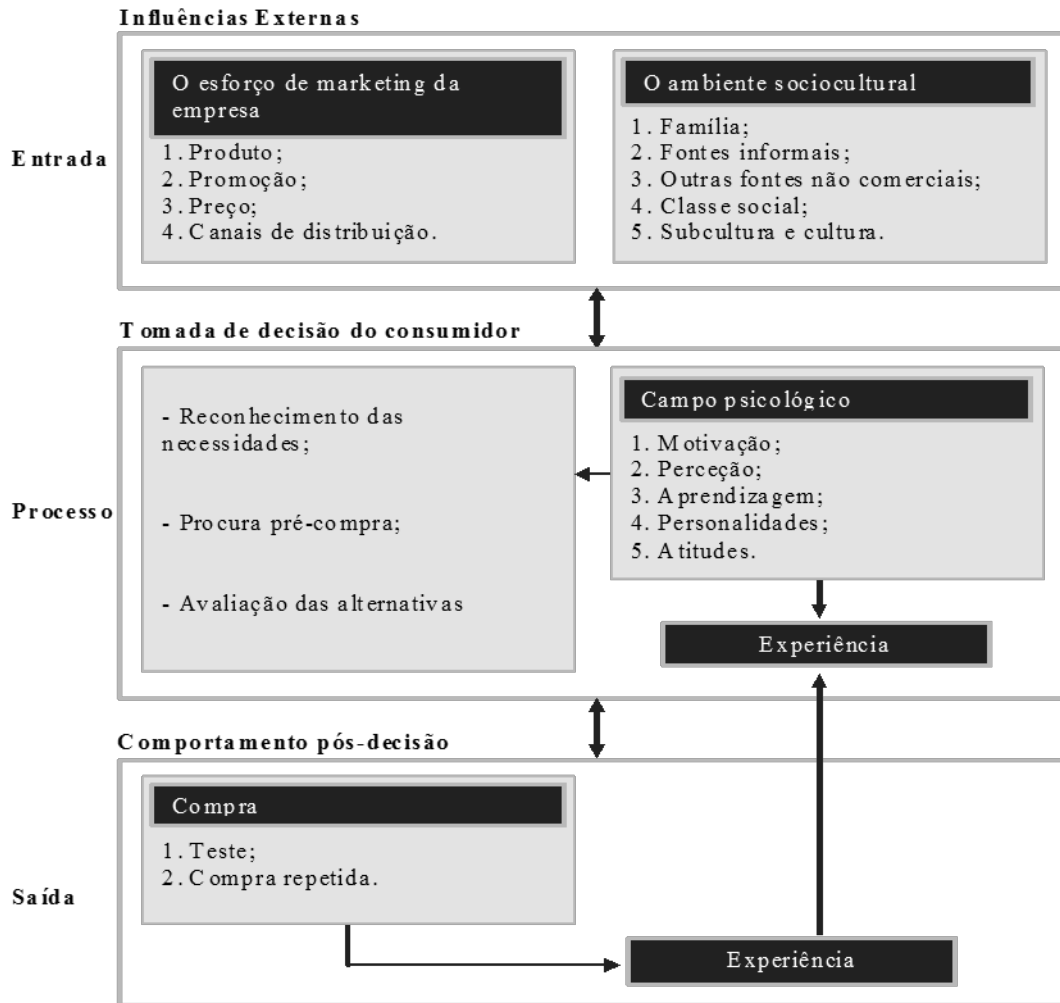 Influências Externas
O esforço de marketing da
empresa
1. Produto;
2. Promoção;
3. Preço;
4. Canais de distribuição.
O ambiente sociocultural
1. Família;
2. Fontes informais;
3. Outras fontes não comerciais;
4. Classe social;
5. Subcultura e cultura.
Entrada
Tomada de decisão do consumidor
- Reconhecimento das
necessidades;
- Procura pré-compra;
- Avaliação das alternativas
Campo psicológico
1. Motivação;
2. Perceção;
3. Aprendizagem;
4. Personalidades;
5. Atitudes.
Experiência
Processo
Comportamento pós-decisão
Compra
1. Teste;
2. Compra repetida.
Saída
Experiência